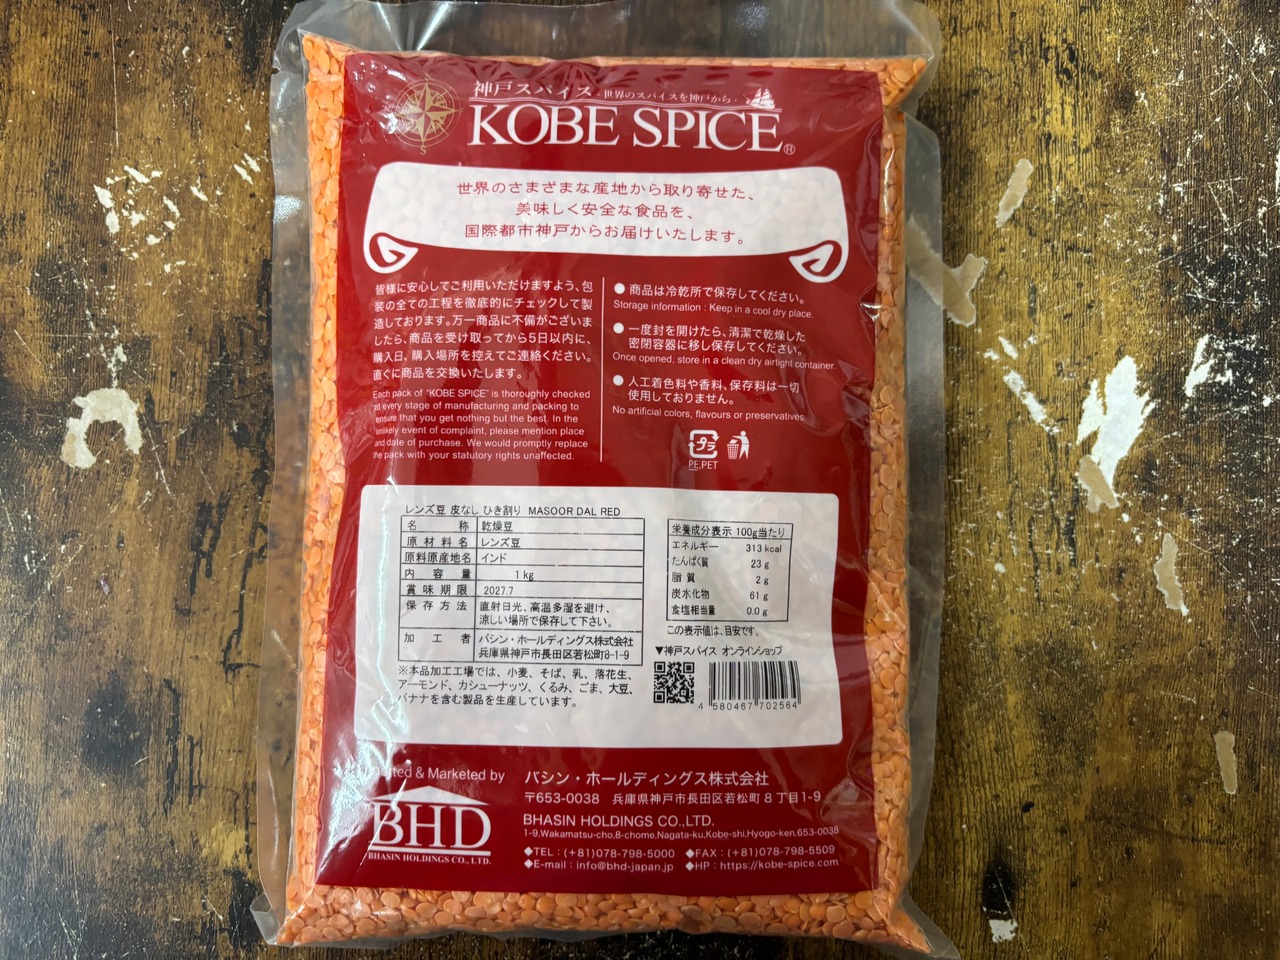 神戸スパイス -世界のスパイスを神戸から-
KOBE SPICE®
S
世界のさまざまな産地から取り寄せた、
美味しく安全な食品を、
国際都市神戸からお届けいたします。
皆様に安心してご利用いただけますよう、包
装の全ての工程を徹底的にチェックして製
造しております。万一商品に不備がございま
したら、商品を受け取ってから5日以内に、
購入日、購入場所を控えてご連絡ください。
直ぐに商品を交換いたします。
Each pack of "KOBE SPICE" is thoroughly checked
at every stage of manufacturing and packing to
ensure that you get nothing but the best. In the
unlikely event of complaint, please mention place
and date of purchase. We would promptly replace
the pack with your statutory rights unaffected.
●商品は冷乾所で保存してください。
Storage information : Keep in a cool dry place.
●一度封を開けたら、清潔で乾燥した
密閉容器に移し保存してください。
Once opened, store in a clean dry airtight container.
●人工着色料や香料、保存料は一切
使用しておりません。
No artificial colors, flavours or preservatives.
プラ
PE,PET
レンズ豆 皮なし ひき割り MASOOR DAL RED
名称 乾燥豆
原材料名 レンズ豆
原料原産地名 インド
内容量 1kg
賞味期限 2027.7
保存方法 直射日光、高温多湿を避け、
涼しい場所で保存して下さい。
加工者 バシン・ホールディングス株式会社
兵庫県神戸市長田区若松町8-1-9
※本品加工工場では、小麦、そば、乳、落花生、
アーモンド、カシューナッツ、くるみ、ごま、大豆、
バナナを含む製品を生産しています。
栄養成分表示 100g当たり
エネルギー 313 kcal
たんぱく質 23 g
脂質 2 g
炭水化物 61 g
食塩相当量 0.0 g
この表示値は、目安です。
▼神戸スパイス オンラインショップ
4 580467 702564
& Marketed by
BHD
BHASIN HOLDINGS CO., LTD.
バシン・ホールディングス株式会社
〒653-0038 兵庫県神戸市長田区若松町8丁目1-9
BHASIN HOLDINGS CO.,LTD.
1-9,Wakamatsu-cho,8-chome,Nagata-ku,Kobe-shi,Hyogo-ken.653-0038
◆TEL : (+81)078-798-5000 ◆FAX : (+81)078-798-5509
◆E-mail : info@bhd-japan.jp ◆HP : https://kobe-spice.com